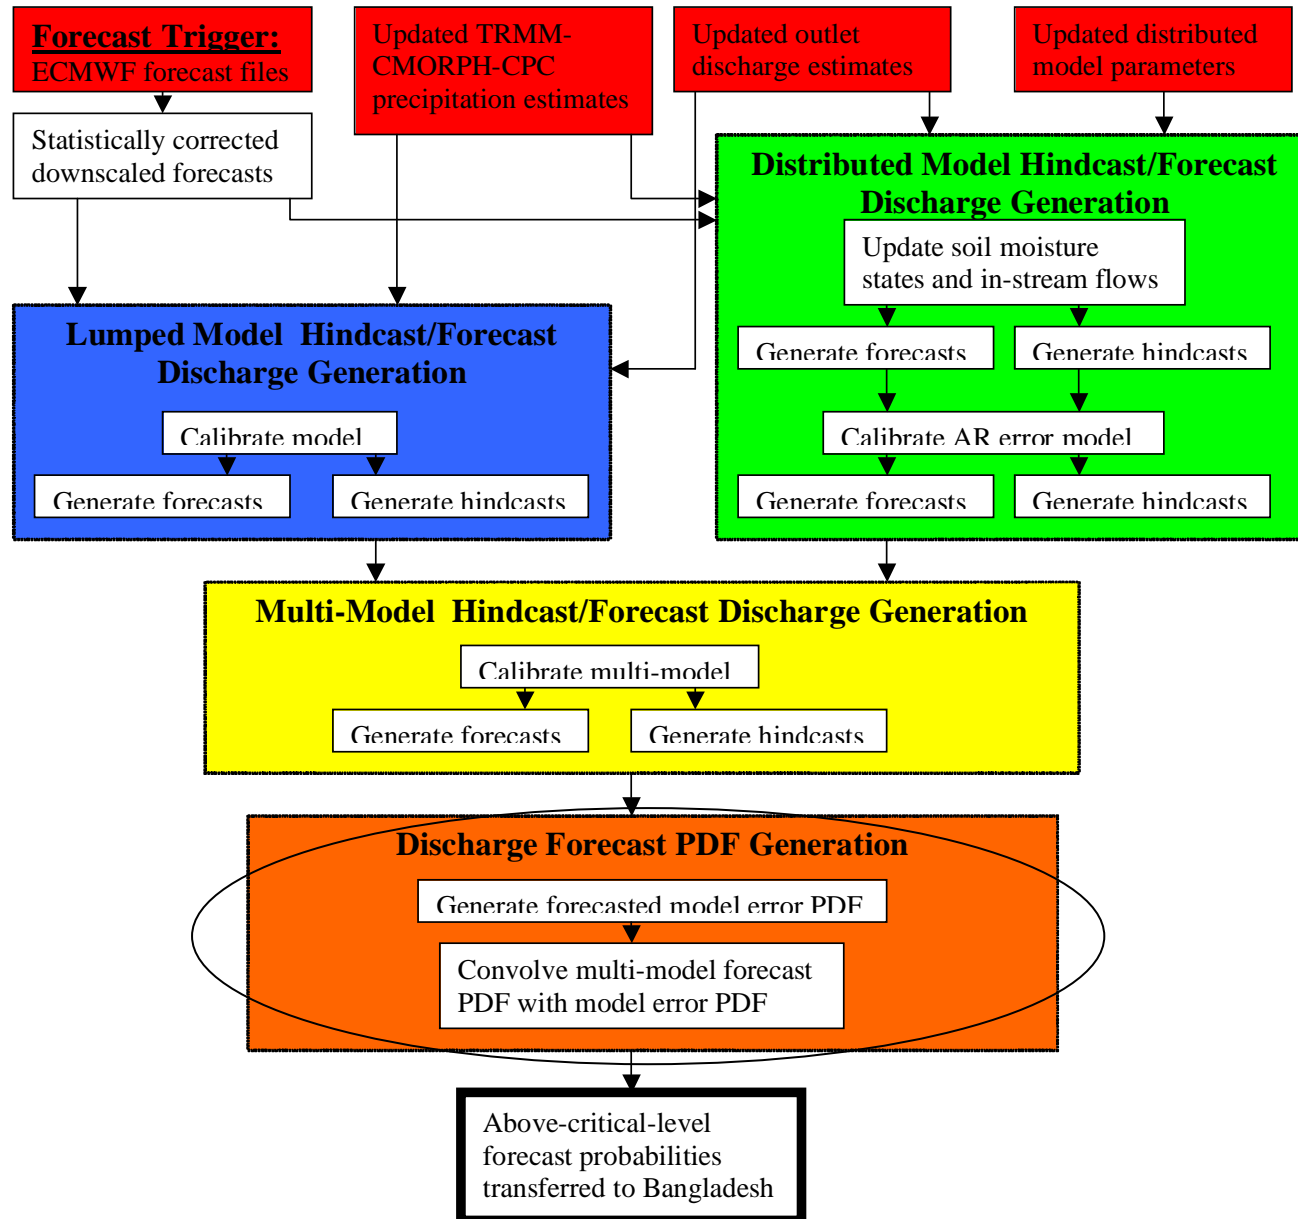 Forecast Trigger:
ECMWF forecast files
Updated TRMM-
CMORPH-CPC
precipitation estimates
Updated outlet
discharge estimates
Updated distributed
model parameters
Statistically corrected
downscaled forecasts
Distributed Model Hindcast/Forecast
Discharge Generation
Update soil moisture
states and in-stream flows
Generate forecasts
Generate hindcasts
Calibrate AR error model
Generate forecasts
Generate hindcasts
Lumped Model Hindcast/Forecast
Discharge Generation
Calibrate model
Generate forecasts
Generate hindcasts
Multi-Model Hindcast/Forecast Discharge Generation
Calibrate multi-model
Generate forecasts
Generate hindcasts
Discharge Forecast PDF Generation
Generate forecasted model error PDF
Convolve multi-model forecast
PDF with model error PDF
Above-critical-level
forecast probabilities
transferred to Bangladesh